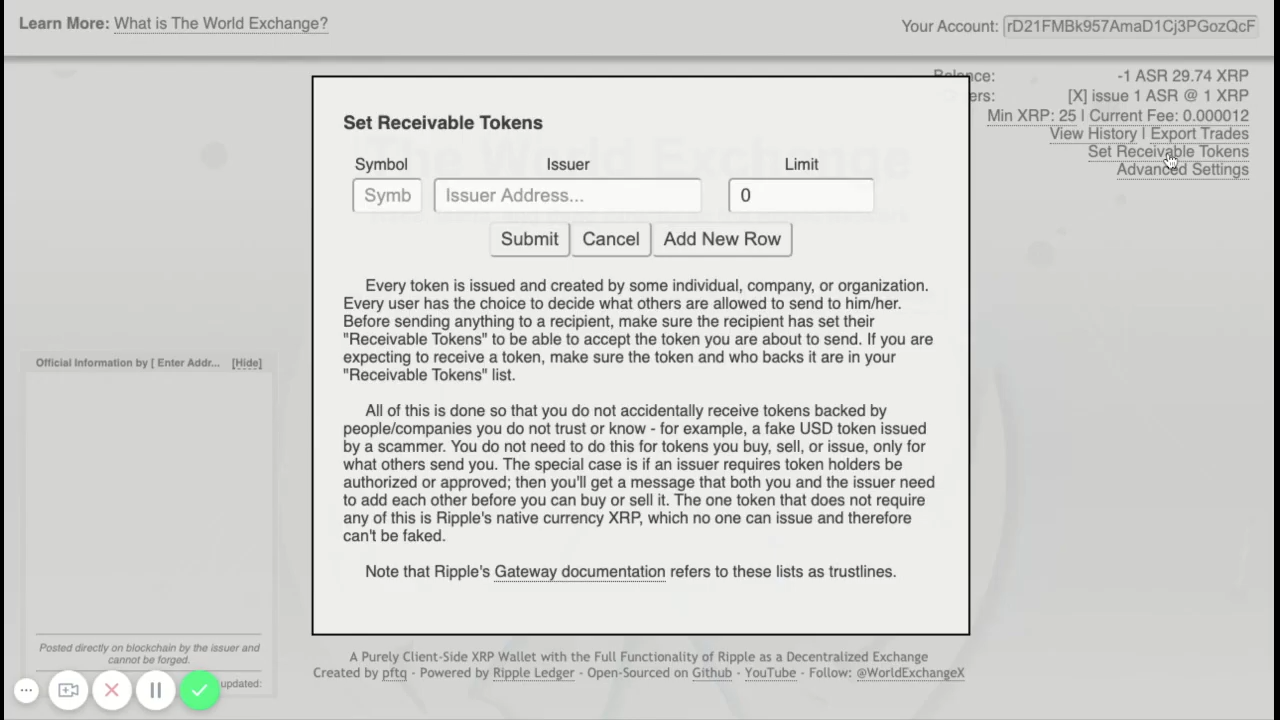 Learn More: What is The World Exchange?
Your Account: rD21FMBk957AmaD1Cj3PGozQcF
Balance: -1 ASR 29.74 XRP
ers: [X] issue 1 ASR @ 1 XRP
Min XRP: 25 | Current Fee: 0.000012
View History | Export Trades
Set Receivable Tokens
Advanced Settings
The World Exchange
Set Receivable Tokens
Symbol Issuer Limit
Symb Issuer Address... 0
Submit Cancel Add New Row
Every token is issued and created by some individual, company, or organization.
Every user has the choice to decide what others are allowed to send to him/her.
Before sending anything to a recipient, make sure the recipient has set their
"Receivable Tokens" to be able to accept the token you are about to send. If you are
expecting to receive a token, make sure the token and who backs it are in your
"Receivable Tokens" list.
All of this is done so that you do not accidentally receive tokens backed by
people/companies you do not trust or know - for example, a fake USD token issued
by a scammer. You do not need to do this for tokens you buy, sell, or issue, only for
what others send you. The special case is if an issuer requires token holders be
authorized or approved; then you'll get a message that both you and the issuer need
to add each other before you can buy or sell it. The one token that does not require
any of this is Ripple's native currency XRP, which no one can issue and therefore
can't be faked.
Note that Ripple's Gateway documentation refers to these lists as trustlines.
Official Information by [ Enter Addr... [Hide]
Posted directly on blockchain by the issuer and
cannot be forged.
updated:
A Purely Client-Side XRP Wallet with the Full Functionality of Ripple as a Decentralized Exchange
Created by pftq - Powered by Ripple Ledger - Open-Sourced on Github - YouTube - Follow: @WorldExchangeX